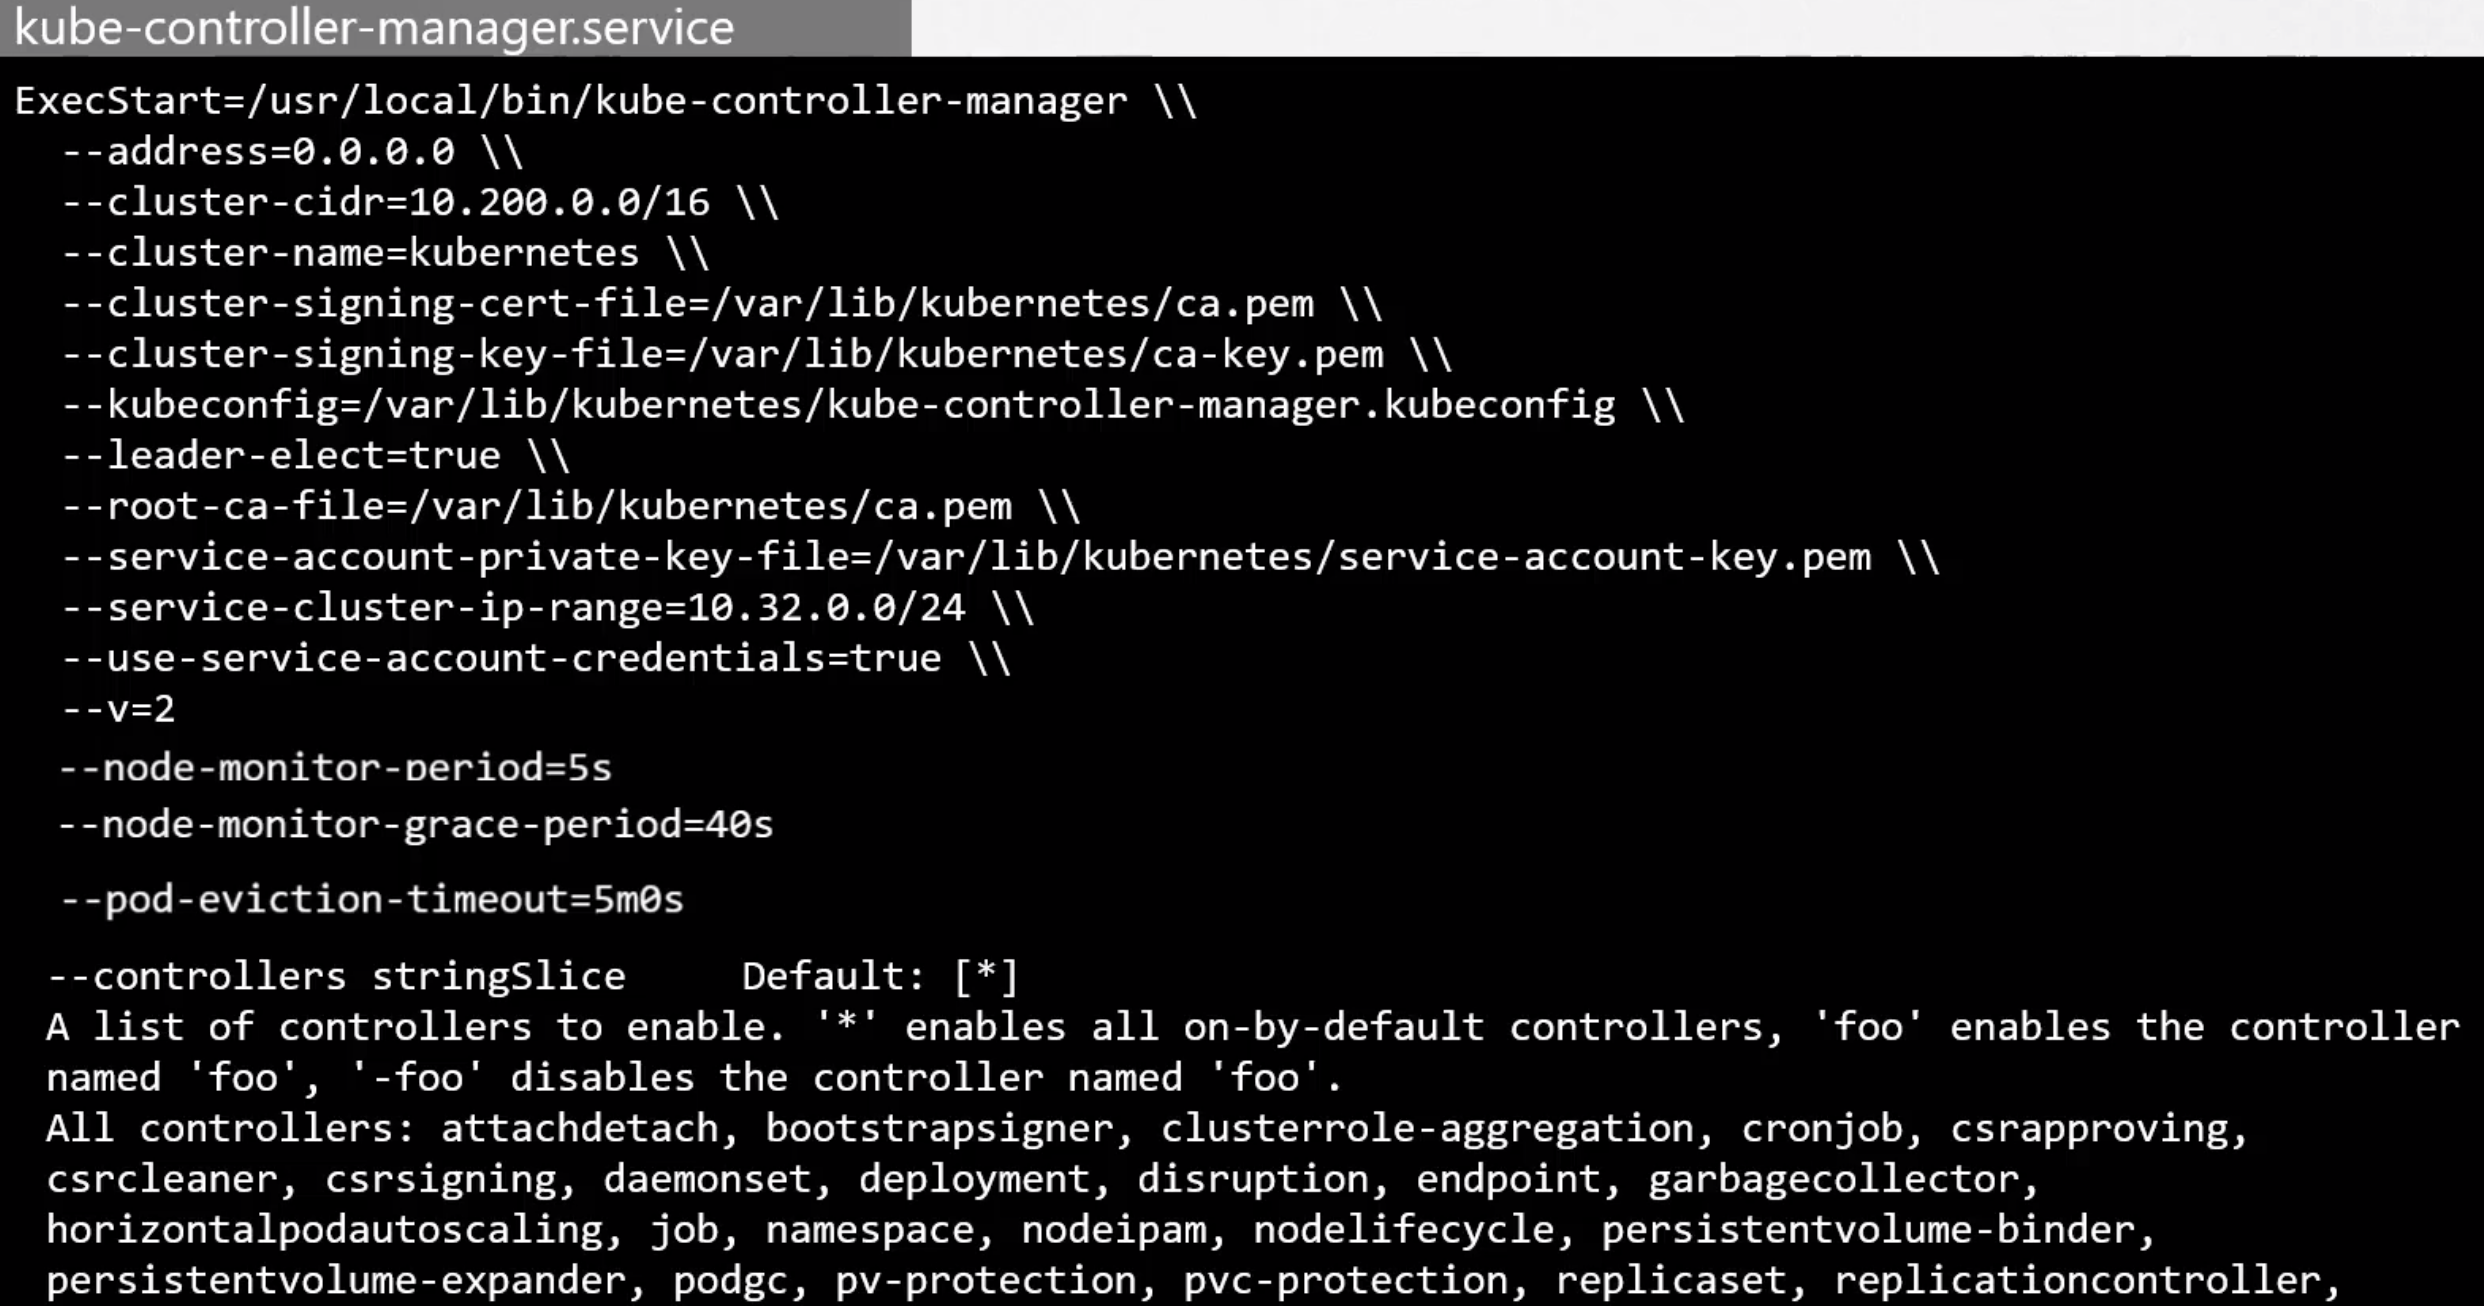 kube-controller-manager.service
ExecStart=/usr/local/bin/kube-controller-manager \\
--address=0.0.0.0 \\
--cluster-cidr=10.200.0.0/16 \\
--cluster-name=kubernetes \\
--cluster-signing-cert-file=/var/lib/kubernetes/ca.pem \\
--cluster-signing-key-file=/var/lib/kubernetes/ca-key.pem \\
--kubeconfig=/var/lib/kubernetes/kube-controller-manager.kubeconfig \\
--leader-elect=true \\
--root-ca-file=/var/lib/kubernetes/ca.pem \\
--service-account-private-key-file=/var/lib/kubernetes/service-account-key.pem \\
--service-cluster-ip-range=10.32.0.0/24 \\
--use-service-account-credentials=true \\
--v=2
--node-monitor-period=5s
--node-monitor-grace-period=40s
--pod-eviction-timeout=5m0s
--controllers stringSlice     Default: [*]
A list of controllers to enable. '*' enables all on-by-default controllers, 'foo' enables the controller
named 'foo', '-foo' disables the controller named 'foo'.
All controllers: attachdetach, bootstrapsigner, clusterrole-aggregation, cronjob, csrapproving,
csrcleaner, csrsigning, daemonset, deployment, disruption, endpoint, garbagecollector,
horizontalpodautoscaling, job, namespace, nodeipam, nodelifecycle, persistentvolume-binder,
persistentvolume-expander, podgc, pv-protection, pvc-protection, replicaset, replicationcontroller,